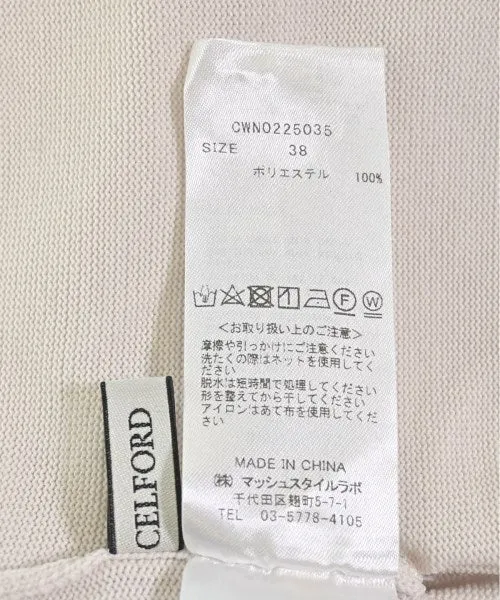 CWNO225035
SIZE 38
ポリエステル 100%
F W
<お取り扱い上のご注意>
摩擦や引っかけにご注意ください
洗たくの際はネットを使用してく
ださい
脱水は短時間で処理してください
形を整えてから干してください
アイロンはあて布を使用してくだ
さい
MADE IN CHINA
(株) マッシュスタイルラボ
千代田区麹町5-7-1
TEL 03-5778-4105
CELFORD